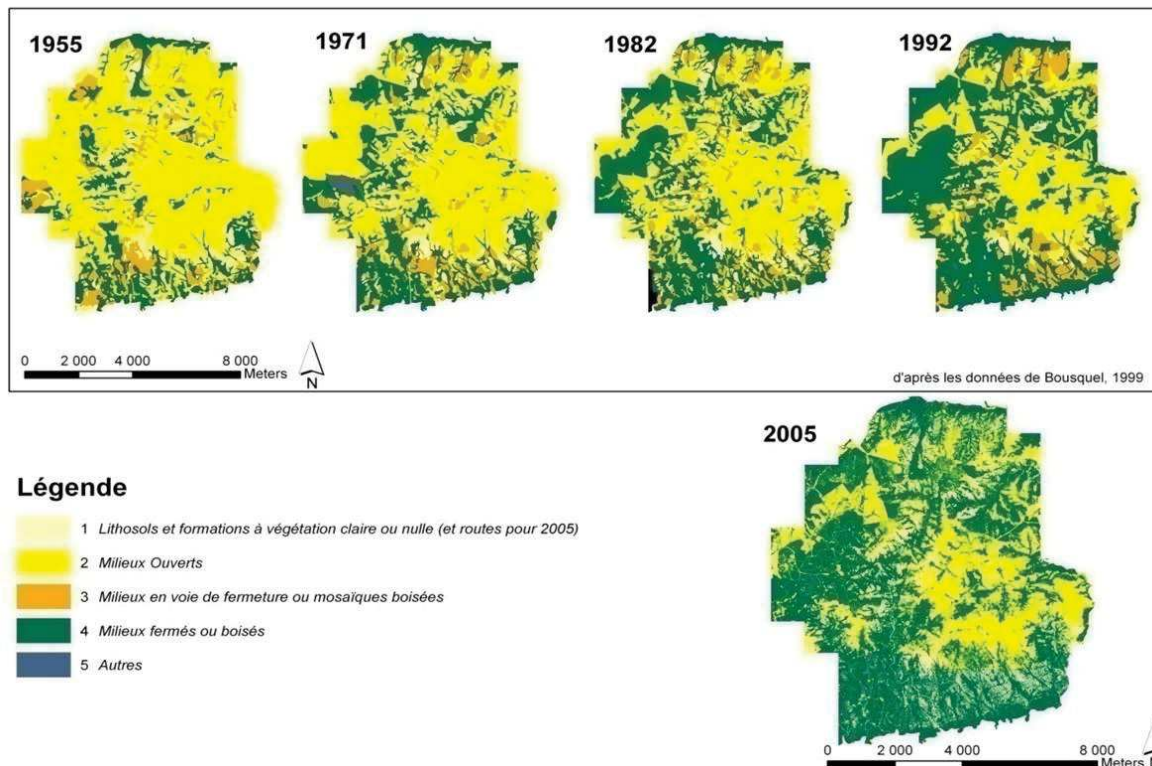 1955
1971
1982
1992
0 2 000 4 000 8 000
Meters
N
d'après les données de Bousquel, 1999
2005
Légende
1 Lithosols et formations à végétation claire ou nulle (et routes pour 2005)
2 Milieux Ouverts
3 Milieux en voie de fermeture ou mosaïques boisées
4 Milieux fermés ou boisés
5 Autres
0 2 000 4 000 8 000
Meters N